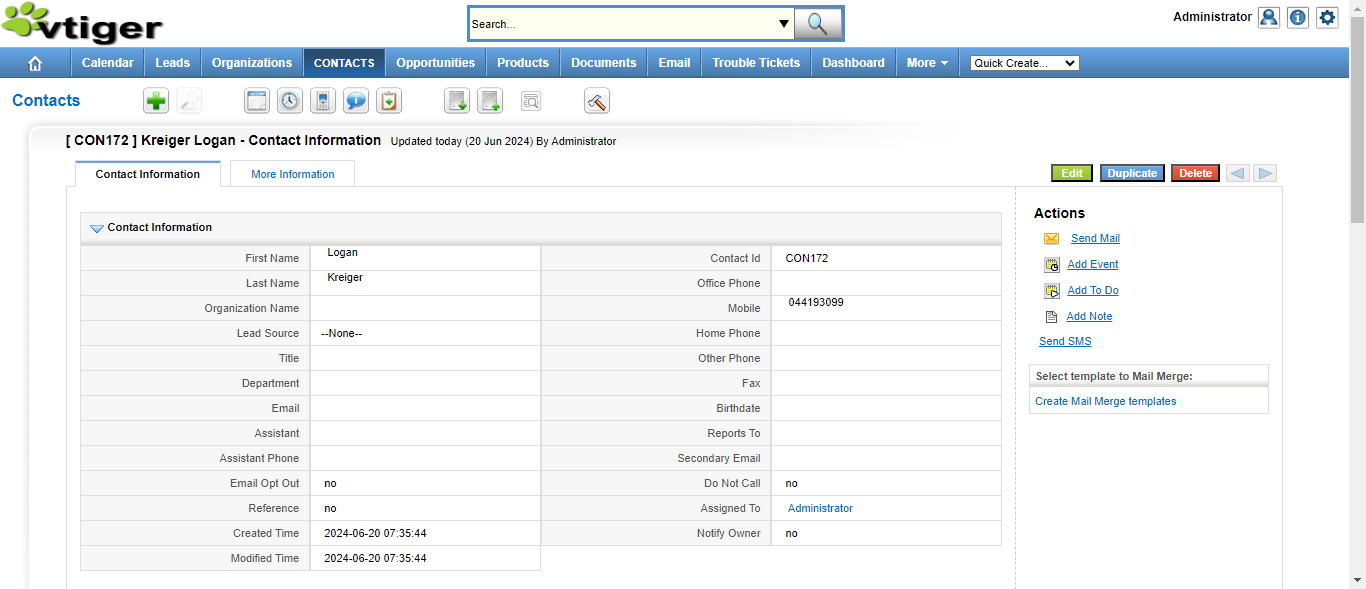 vtiger
Search...
Administrator
Calendar Leads Organizations CONTACTS Opportunities Products Documents Email Trouble Tickets Dashboard More Quick Create...
Contacts
[ CON172 ] Kreiger Logan - Contact Information Updated today (20 Jun 2024) By Administrator
Contact Information More Information
Edit Duplicate Delete
Contact Information
First Name Logan Contact Id CON172
Last Name Kreiger Office Phone
Organization Name Mobile 044193099
Lead Source --None-- Home Phone
Title Other Phone
Department Fax
Email Birthdate
Assistant Reports To
Assistant Phone Secondary Email
Email Opt Out no Do Not Call no
Reference no Assigned To Administrator
Created Time 2024-06-20 07:35:44 Notify Owner no
Modified Time 2024-06-20 07:35:44
Actions
Send Mail
Add Event
Add To Do
Add Note
Send SMS
Select template to Mail Merge:
Create Mail Merge templates